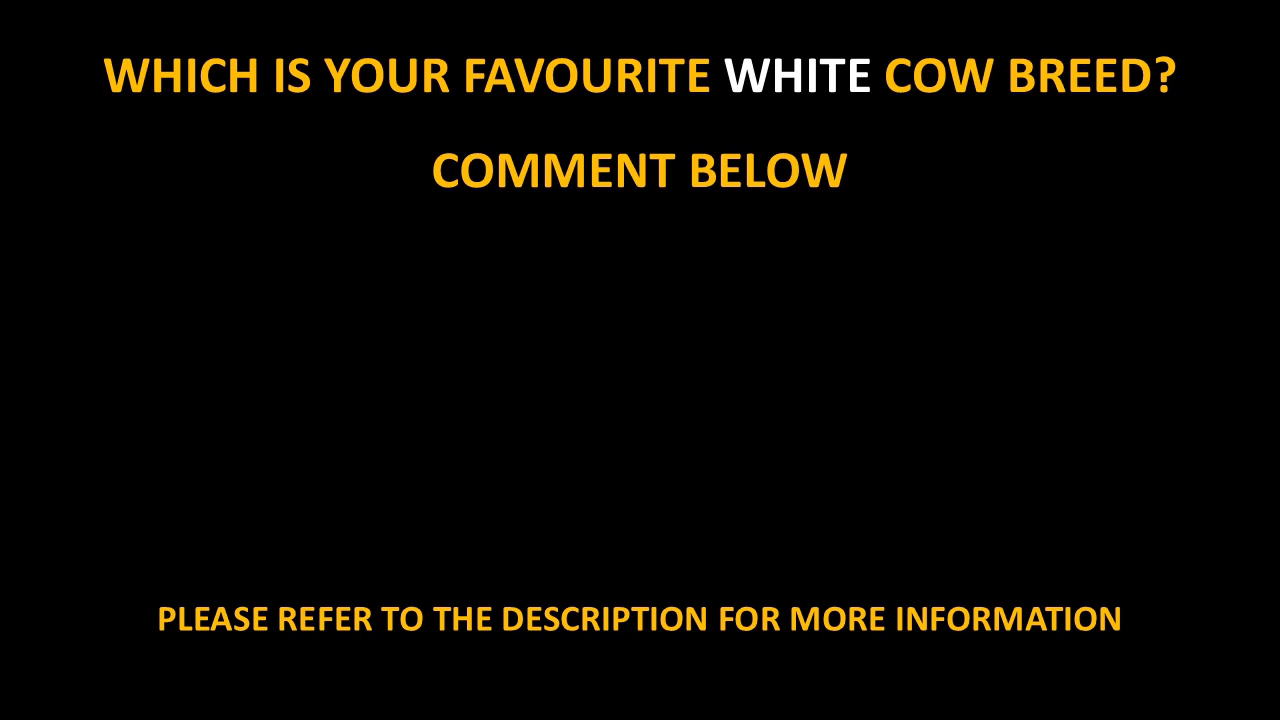 WHICH IS YOUR FAVOURITE WHITE COW BREED?
COMMENT BELOW
PLEASE REFER TO THE DESCRIPTION FOR MORE INFORMATION